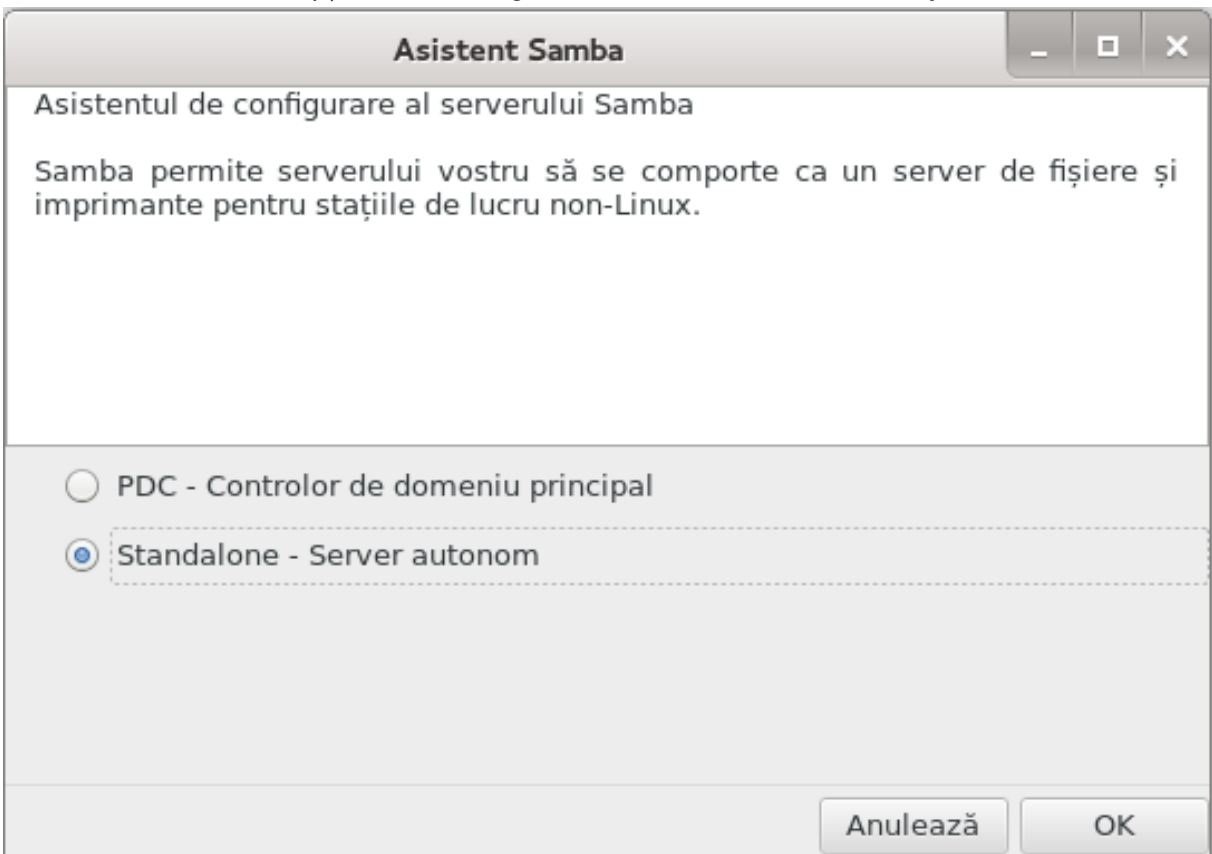 Asistent Samba
Asistentul de configurare al serverului Samba
Samba permite serverului vostru să se comporte ca un server de fișiere și
imprimante pentru stațiile de lucru non-Linux.
PDC - Controlor de domeniu principal
Standalone - Server autonom
Anulează OK